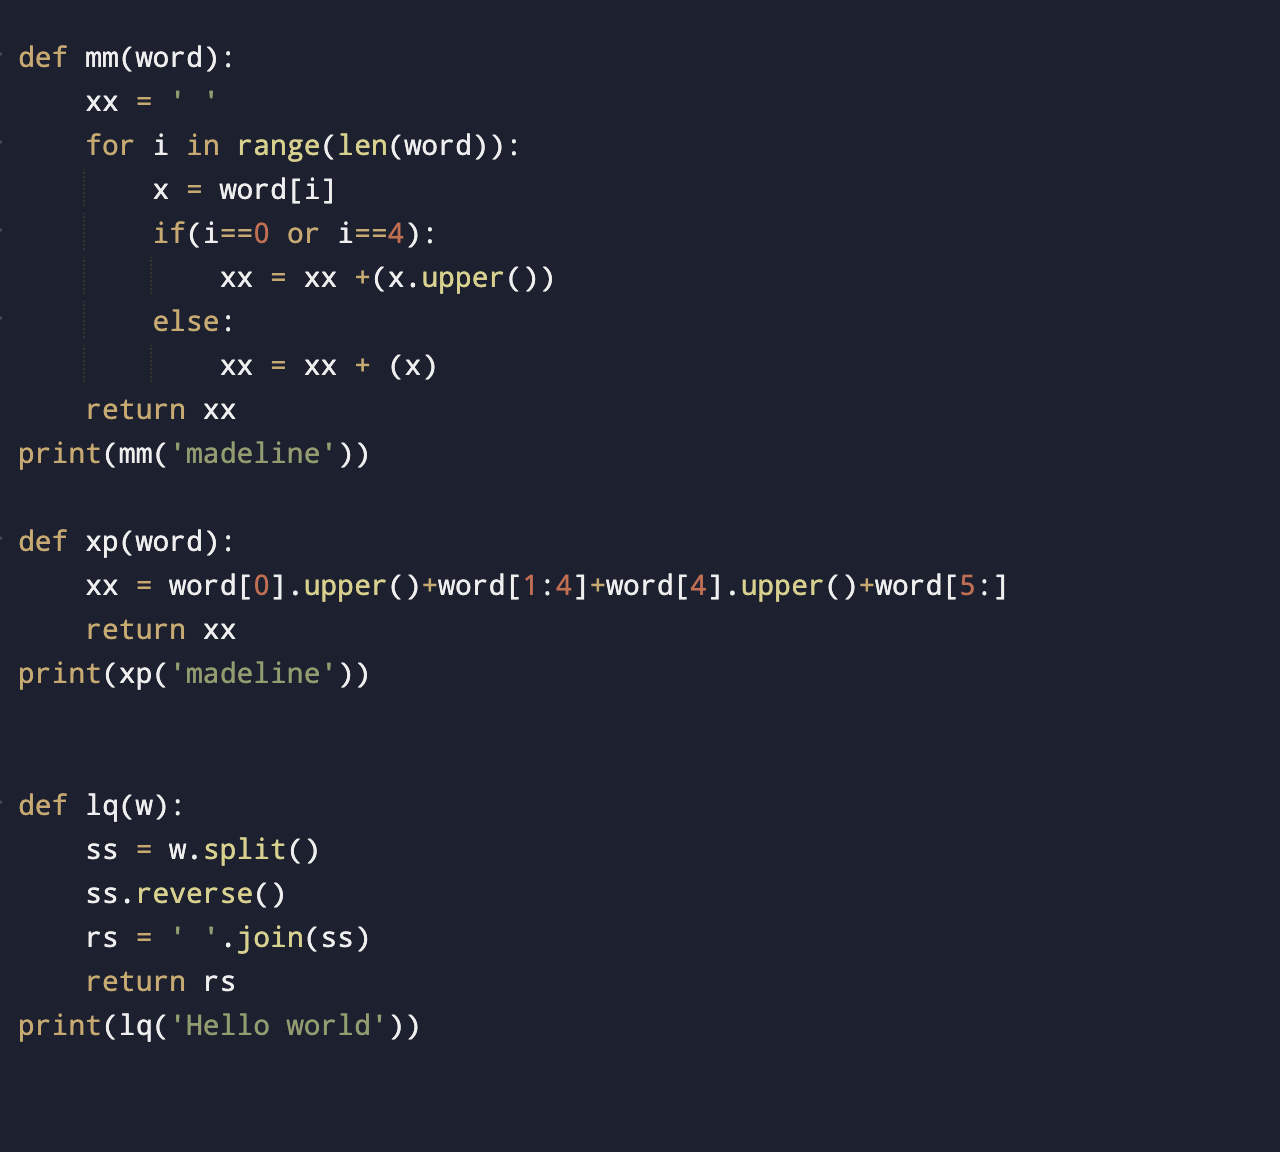 def mm(word):
    xx = ' '
    for i in range(len(word)):
        x = word[i]
        if(i==0 or i==4):
            xx = xx +(x.upper())
        else:
            xx = xx + (x)
    return xx
print(mm('madeline'))

def xp(word):
    xx = word[0].upper()+word[1:4]+word[4].upper()+word[5:]
    return xx
print(xp('madeline'))


def lq(w):
    ss = w.split()
    ss.reverse()
    rs = ' '.join(ss)
    return rs
print(lq('Hello world'))